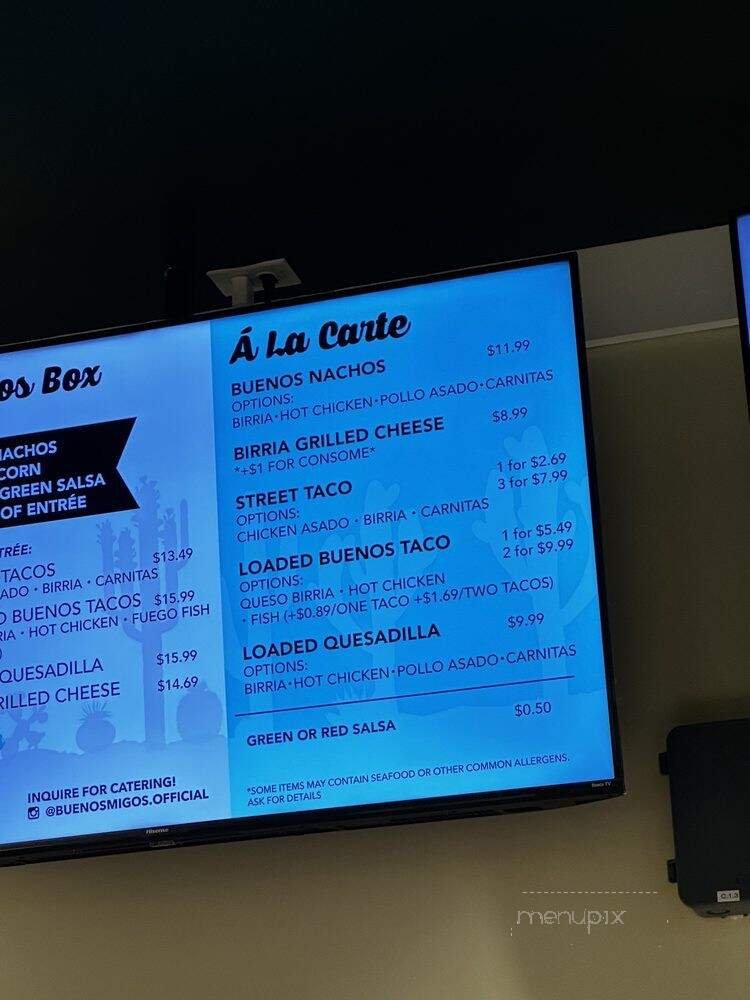 os Box
NACHOS
CORN
GREEN SALSA
OF ENTRÉE
TRÉE:
TACOS $13.49
ADO • BIRRIA • CARNITAS
BUENOS TACOS $15.99
RIA • HOT CHICKEN • FUEGO FISH
)
QUESADILLA $15.99
RILLED CHEESE $14.69
INQUIRE FOR CATERING!
@BUENOSMIGOS.OFFICIAL
Á La Carte
BUENOS NACHOS $11.99
OPTIONS:
BIRRIA•HOT CHICKEN•POLLO ASADO•CARNITAS
BIRRIA GRILLED CHEESE $8.99
*+$1 FOR CONSOME*
STREET TACO 1 for $2.69
3 for $7.99
OPTIONS:
CHICKEN ASADO • BIRRIA • CARNITAS
LOADED BUENOS TACO 1 for $5.49
2 for $9.99
OPTIONS:
QUESO BIRRIA • HOT CHICKEN
• FISH (+$0.89/ONE TACO +$1.69/TWO TACOS)
LOADED QUESADILLA $9.99
OPTIONS:
BIRRIA•HOT CHICKEN•POLLO ASADO•CARNITAS
GREEN OR RED SALSA $0.50
*SOME ITEMS MAY CONTAIN SEAFOOD OR OTHER COMMON ALLERGENS.
ASK FOR DETAILS
Hisense
Roku TV
C.1.3
menupix